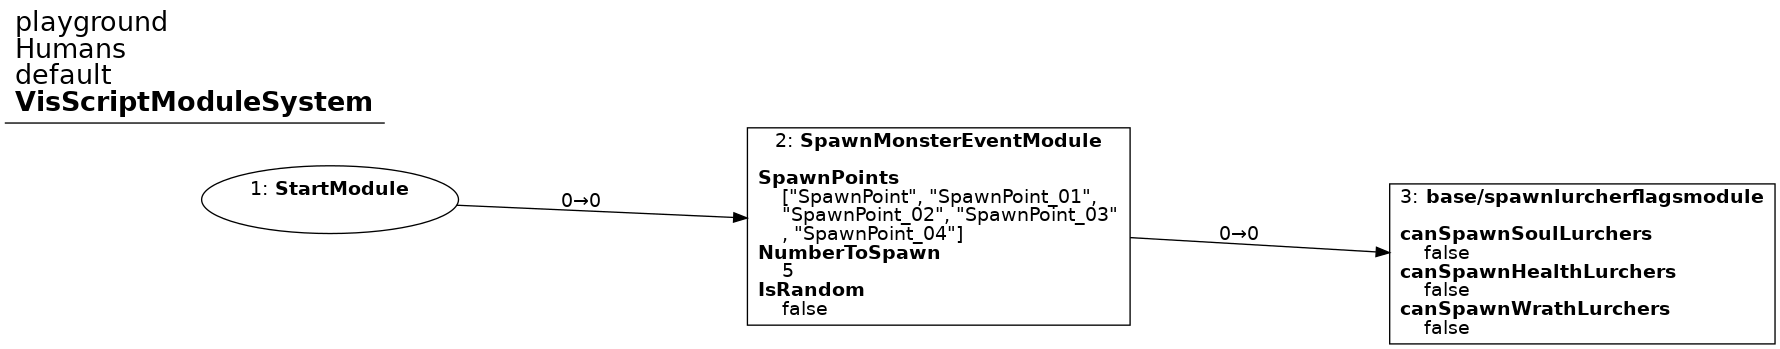 playground
Humans
default
VisScriptModuleSystem
1: StartModule
0→0
2: SpawnMonsterEventModule
SpawnPoints
["SpawnPoint", "SpawnPoint_01",
"SpawnPoint_02", "SpawnPoint_03"
, "SpawnPoint_04"]
NumberToSpawn
5
IsRandom
false
0→0
3: base/spawnlurcherflagsmodule
canSpawnSoulLurchers
false
canSpawnHealthLurchers
false
canSpawnWrathLurchers
false